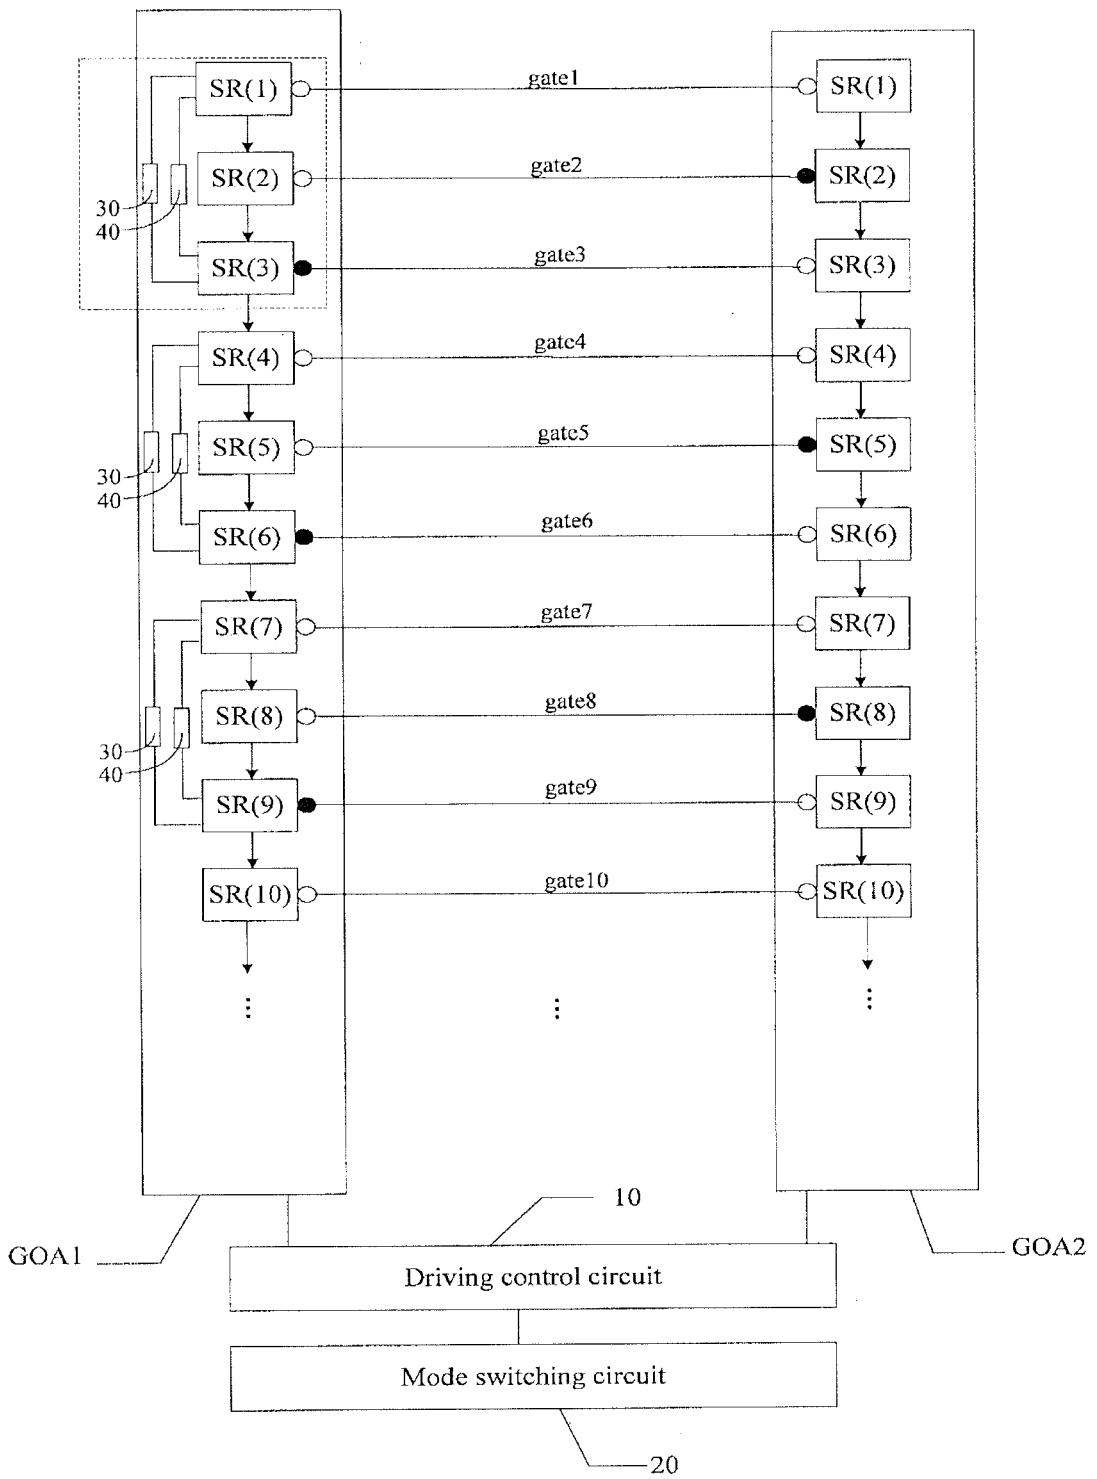 SR(1) gate1 SR(1)
SR(2) gate2 SR(2)
30
40
SR(3) gate3 SR(3)
SR(4) gate4 SR(4)
SR(5) gate5 SR(5)
30
40
SR(6) gate6 SR(6)
SR(7) gate7 SR(7)
SR(8) gate8 SR(8)
30
40
SR(9) gate9 SR(9)
SR(10) gate10 SR(10)
⋮ ⋮ ⋮
10
GOA1 GOA2
Driving control circuit
Mode switching circuit
20